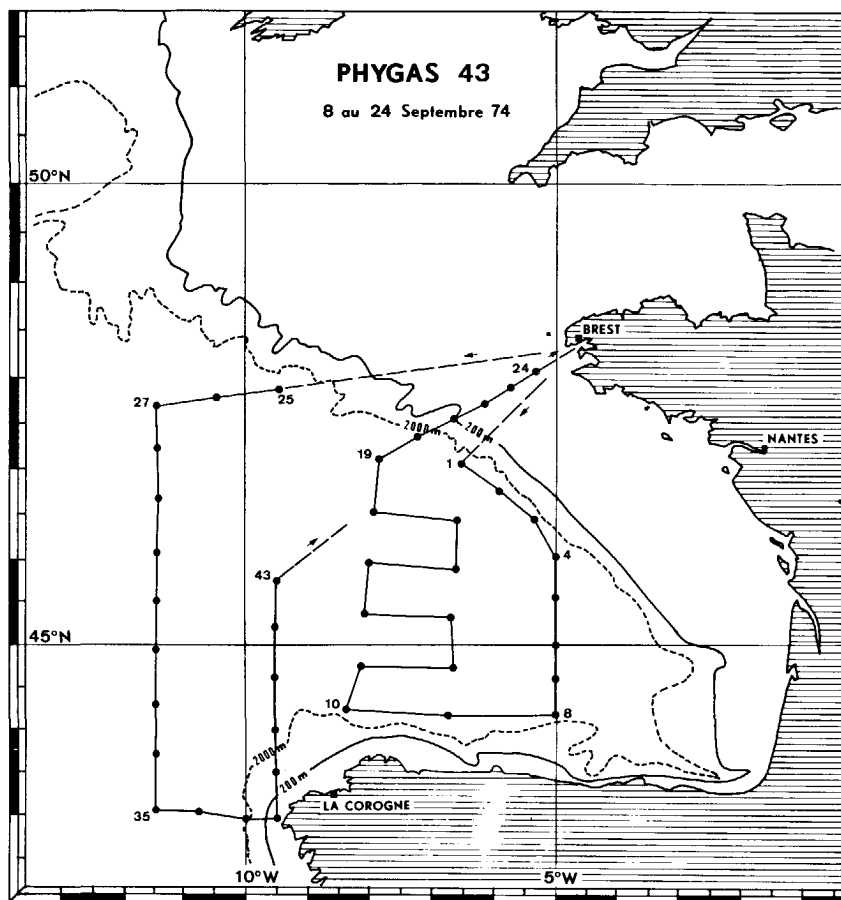 PHYGAS 43
8 au 24 Septembre 74
50°N
BREST
24
25
27
2000 m
200 m
NANTES
19
1
4
43
45°N
10
8
2000 m
200 m
LA COROGNE
35
10°W
5°W